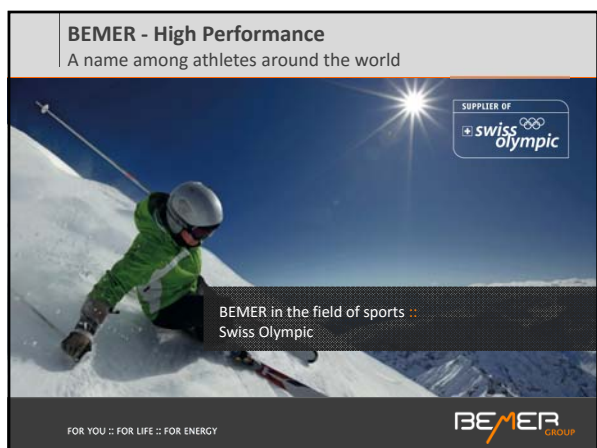 BEMER - High Performance
A name among athletes around the world
SUPPLIER OF
swiss
olympic
BEMER in the field of sports ::
Swiss Olympic
FOR YOU :: FOR LIFE :: FOR ENERGY
BEMER
GROUP